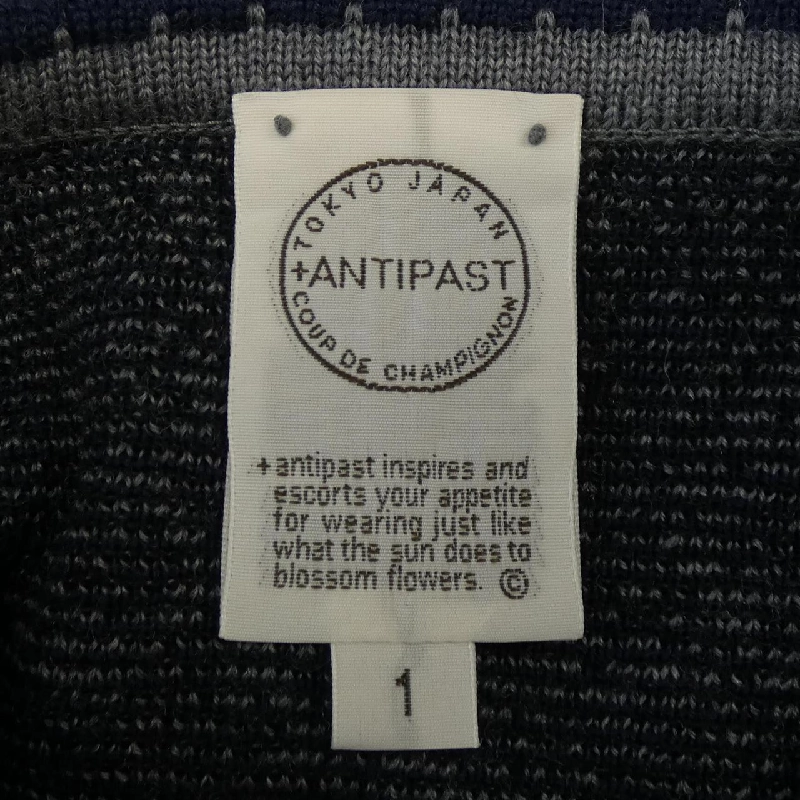 TOKYO JAPAN
+ANTIPAST
COUP DE CHAMPIGNON
+antipast inspires and
escorts your appetite
for wearing just like
what the sun does to
blossom flowers. ©
1